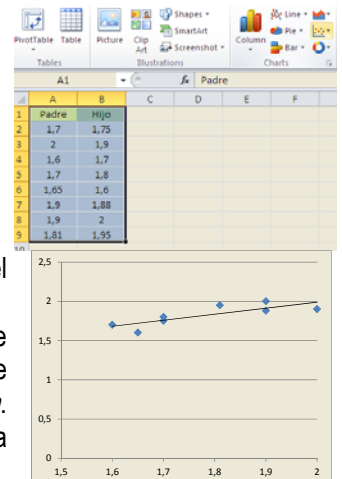 Shapes Line
PivotTable Table Picture Clip Art SmartArt Column Pie
Screenshot Bar
Tables Illustrations Charts
A1 fx Padre
A B C D E F
1 Padre Hijo
2 1,7 1,75
3 2 1,9
4 1,6 1,7
5 1,7 1,8
6 1,65 1,6
7 1,9 1,88
8 1,9 2
9 1,81 1,95
10
el
e
e
.
a
2,5
2
1,5
1
0,5
0
1,5 1,6 1,7 1,8 1,9 2